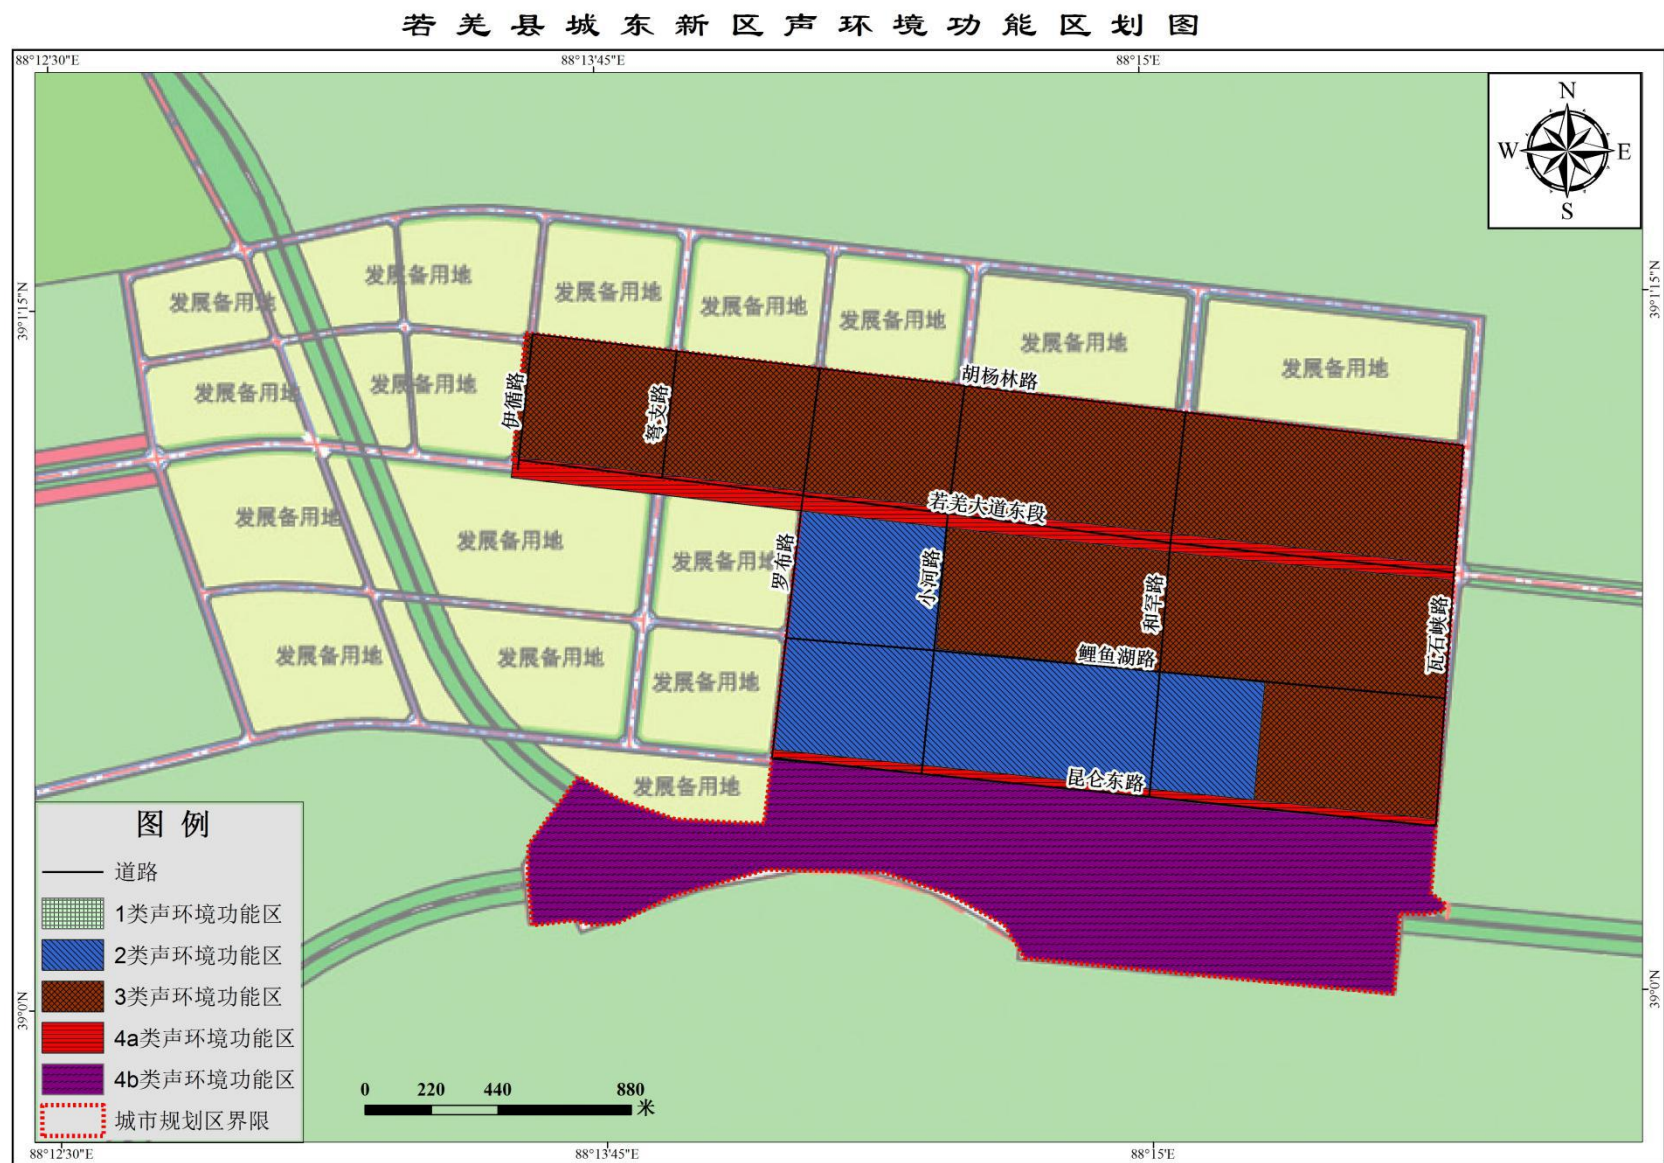 若羌县城东新区声环境功能区划图
88°12'30"E
88°13'45"E
88°15'E
N
W
E
S
39°1'15"N
39°1'15"N
发展备用地
发展备用地
发展备用地
发展备用地
发展备用地
发展备用地
发展备用地
发展备用地
发展备用地
胡杨林路
伊循路
弩支路
若羌大道东段
发展备用地
发展备用地
发展备用地
罗布路
小河路
和罕路
瓦石峡路
鲤鱼湖路
发展备用地
发展备用地
发展备用地
发展备用地
昆仑东路
图例
道路
1类声环境功能区
2类声环境功能区
3类声环境功能区
4a类声环境功能区
4b类声环境功能区
城市规划区界限
0 220 440 880
米
39°0'N
39°0'N
88°12'30"E
88°13'45"E
88°15'E